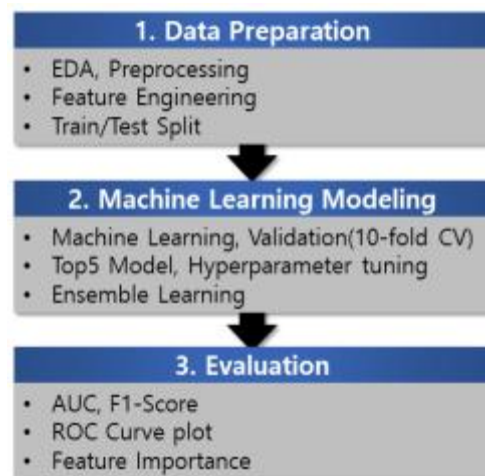 1. Data Preparation
• EDA, Preprocessing
• Feature Engineering
• Train/Test Split
2. Machine Learning Modeling
• Machine Learning, Validation(10-fold CV)
• Top5 Model, Hyperparameter tuning
• Ensemble Learning
3. Evaluation
• AUC, F1-Score
• ROC Curve plot
• Feature Importance